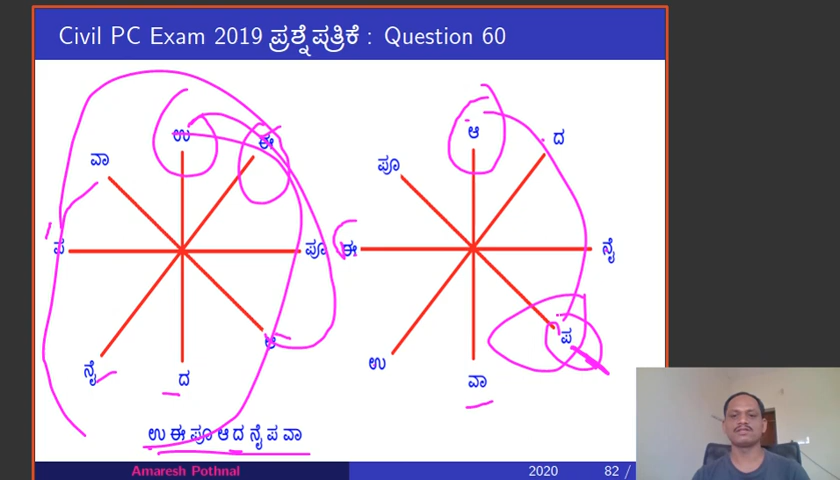 Civil PC Exam 2019 ಪ್ರಶ್ನೆ ಪತ್ರಿಕೆ : Question 60
ಉ
ಈ
ವಾ
ಪ
ಪೂ
ಆ
ನೈ
ದ
ಆ
ದ
ಪೂ
ಈ
ನೈ
ಪ
ಉ
ವಾ
ಉ ಈ ಪೂ ಆ ದ ನೈ ಪ ವಾ
Amaresh Pothnal 2020 82 /